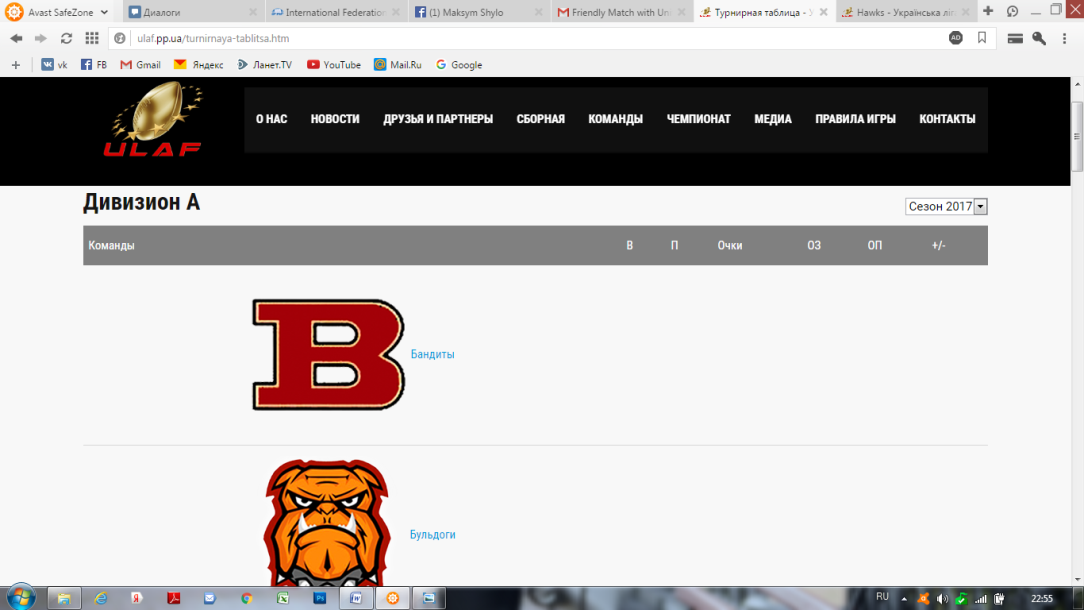 Avast SafeZone
Диалоги
International Federation
(1) Maksym Shylo
Friendly Match with Un
Турнирная таблица - У
Hawks - Українська ліг
ulaf.pp.ua/turnirnaya-tablitsa.htm
AD
vk
FB
Gmail
Яндекс
Ланет.TV
YouTube
Mail.Ru
Google
ULAF
О НАС
НОВОСТИ
ДРУЗЬЯ И ПАРТНЕРЫ
СБОРНАЯ
КОМАНДЫ
ЧЕМПИОНАТ
МЕДИА
ПРАВИЛА ИГРЫ
КОНТАКТЫ
Дивизион А
Сезон 2017
Команды В П Очки ОЗ ОП +/-
B
Бандиты
Бульдоги
RU
22:55